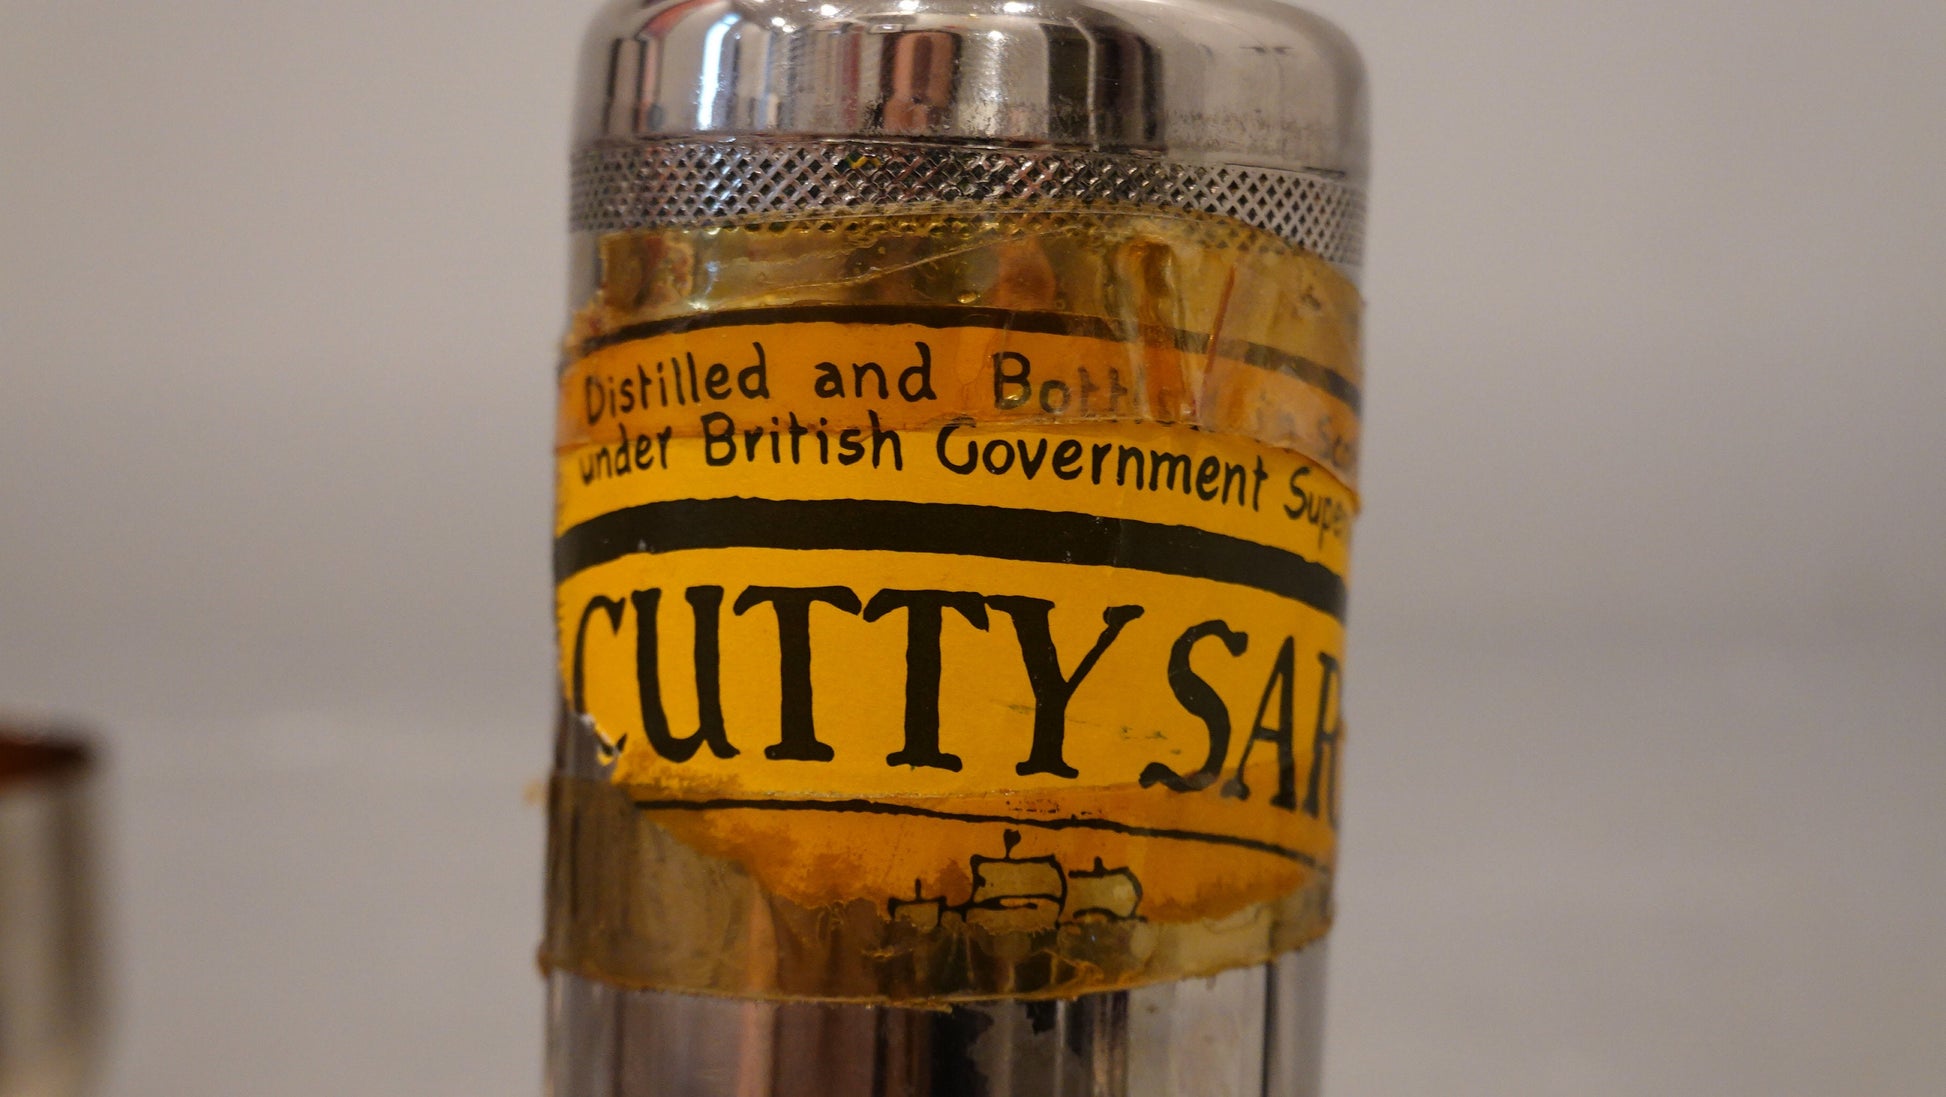 Distilled and Bott
under British Government Supe
CUTTY SAR